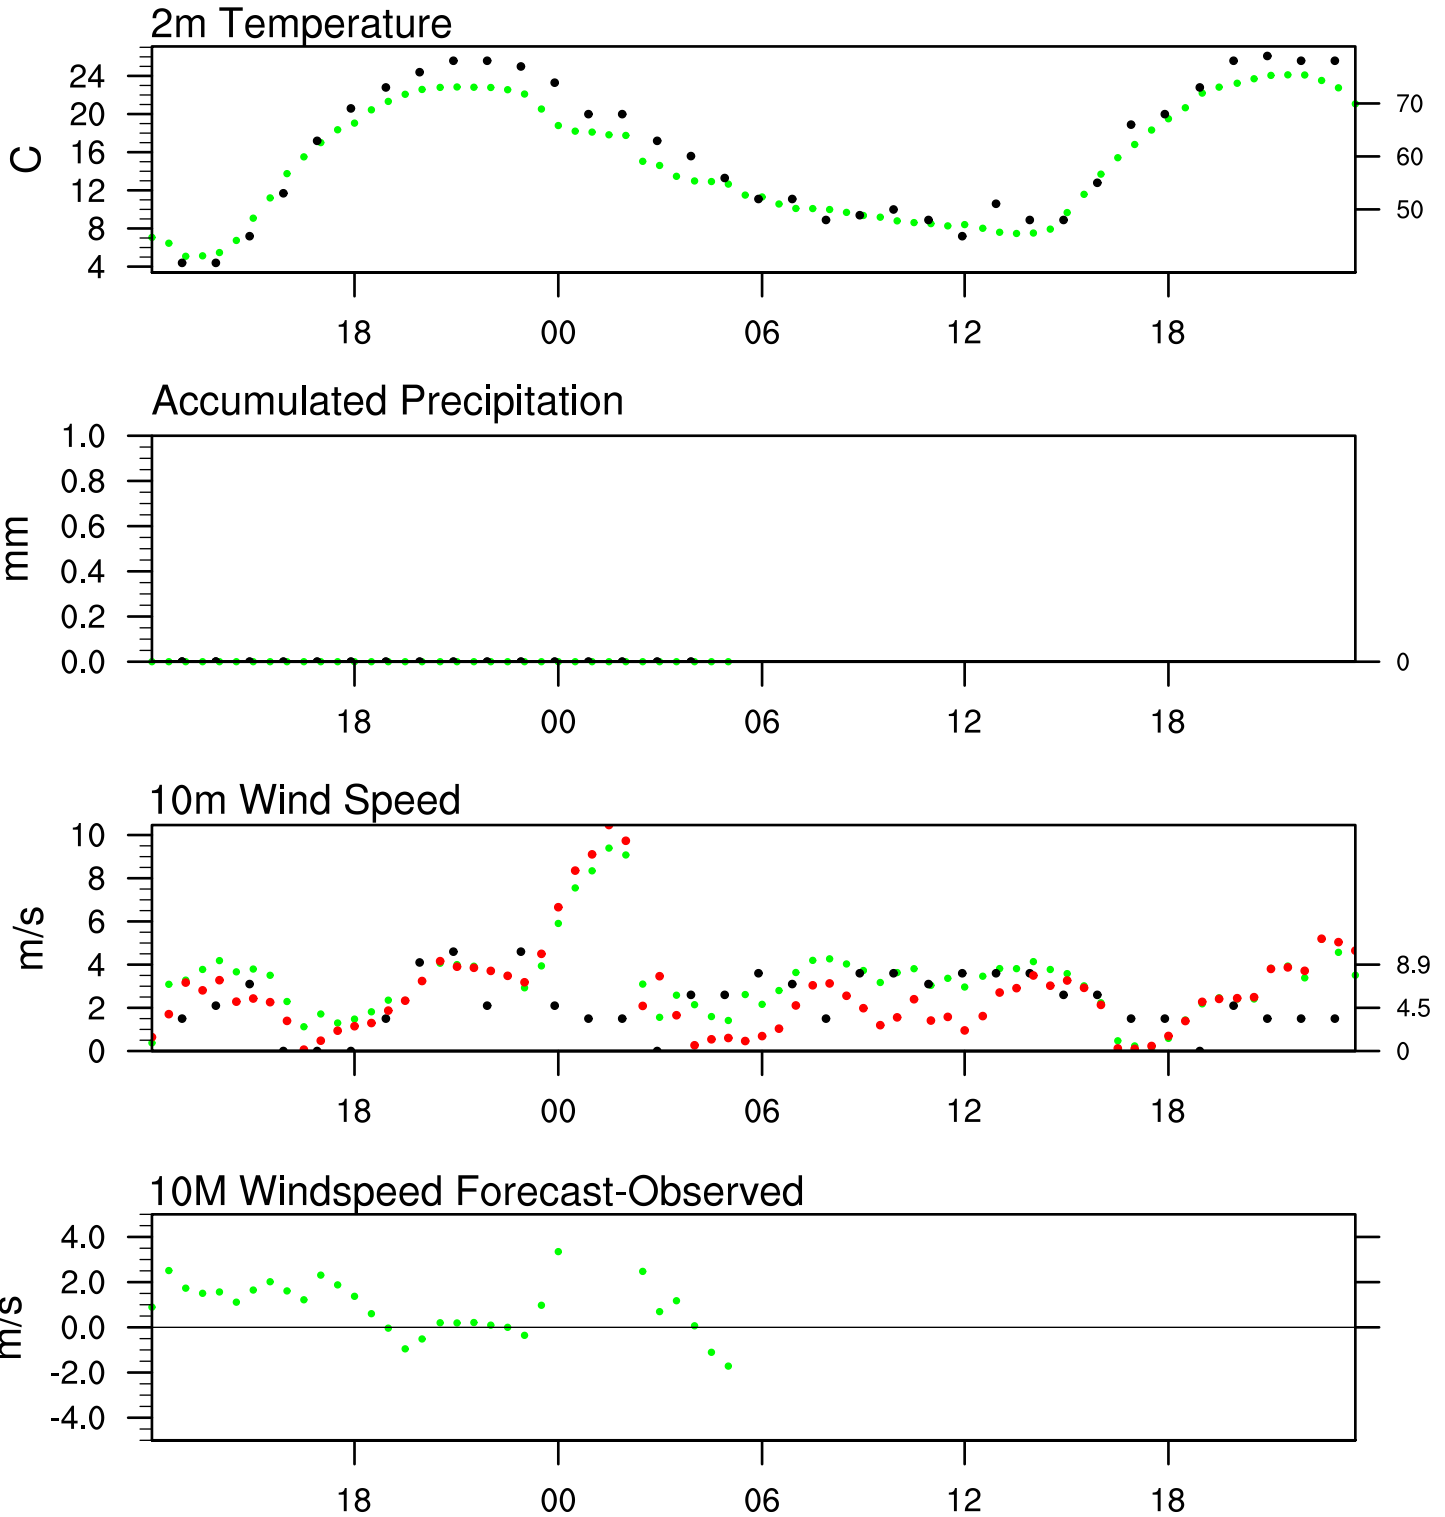 2m Temperature
24
20
16
12
8
4
C
70
60
50
18 00 06 12 18
Accumulated Precipitation
1.0
0.8
0.6
0.4
0.2
0.0
mm
0
18 00 06 12 18
10m Wind Speed
10
8
6
4
2
0
m/s
8.9
4.5
0
18 00 06 12 18
10M Windspeed Forecast-Observed
4.0
2.0
0.0
-2.0
-4.0
m/s
18 00 06 12 18